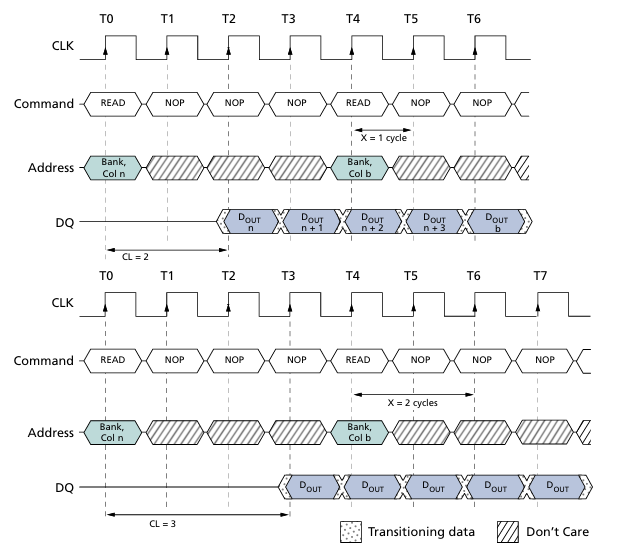 T0 T1 T2 T3 T4 T5 T6
CLK
Command READ NOP NOP NOP READ NOP NOP
X = 1 cycle
Address Bank, Col n Bank, Col b
DQ DOUT n DOUT n + 1 DOUT n + 2 DOUT n + 3 DOUT b
CL = 2
T0 T1 T2 T3 T4 T5 T6 T7
CLK
Command READ NOP NOP NOP READ NOP NOP NOP
X = 2 cycles
Address Bank, Col n Bank, Col b
DQ DOUT DOUT DOUT DOUT DOUT
CL = 3
Transitioning data Don't Care